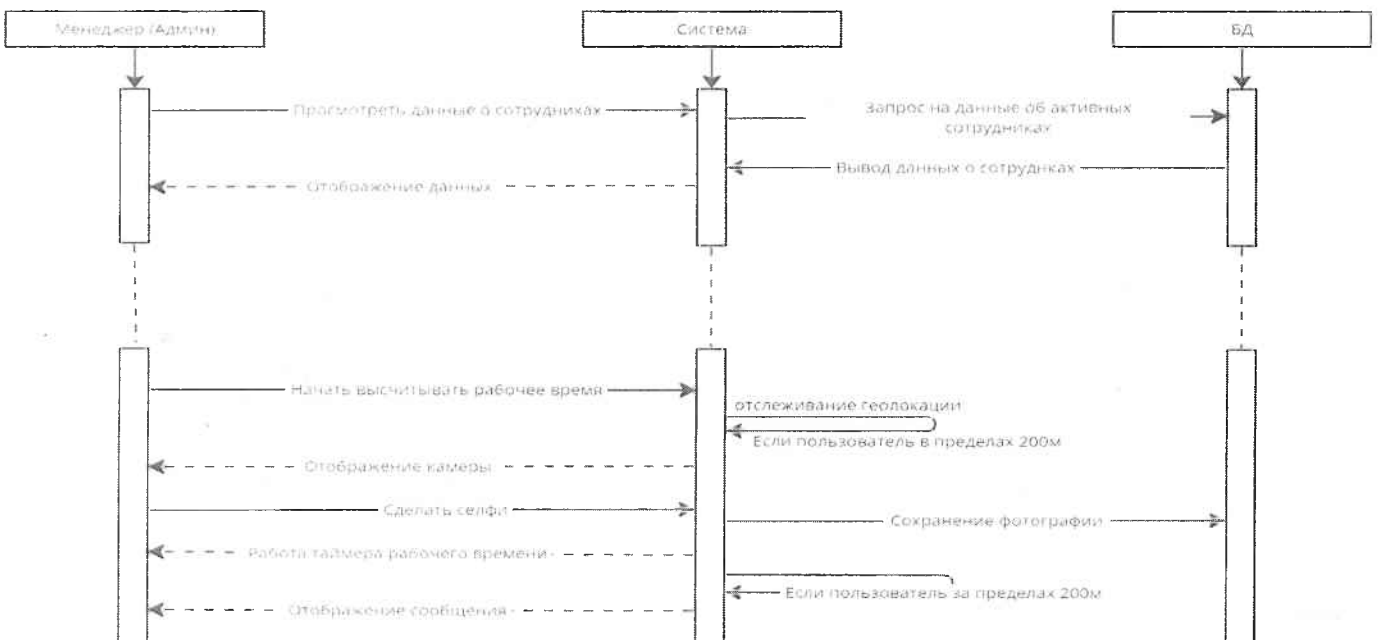 Менеджер (Админ)
Система
БД
Просмотреть данные о сотрудниках
Запрос на данные об активных
сотрудниках
Вывод данных о сотруднках
Отображение данных
Начать высчитывать рабочее время
отслеживание геолокации
Если пользователь в пределах 200м
Отображение камеры
Сделать селфи
Сохранение фотографии
Работа таймера рабочего времени
Если пользователь за пределах 200м
Отображение сообщения